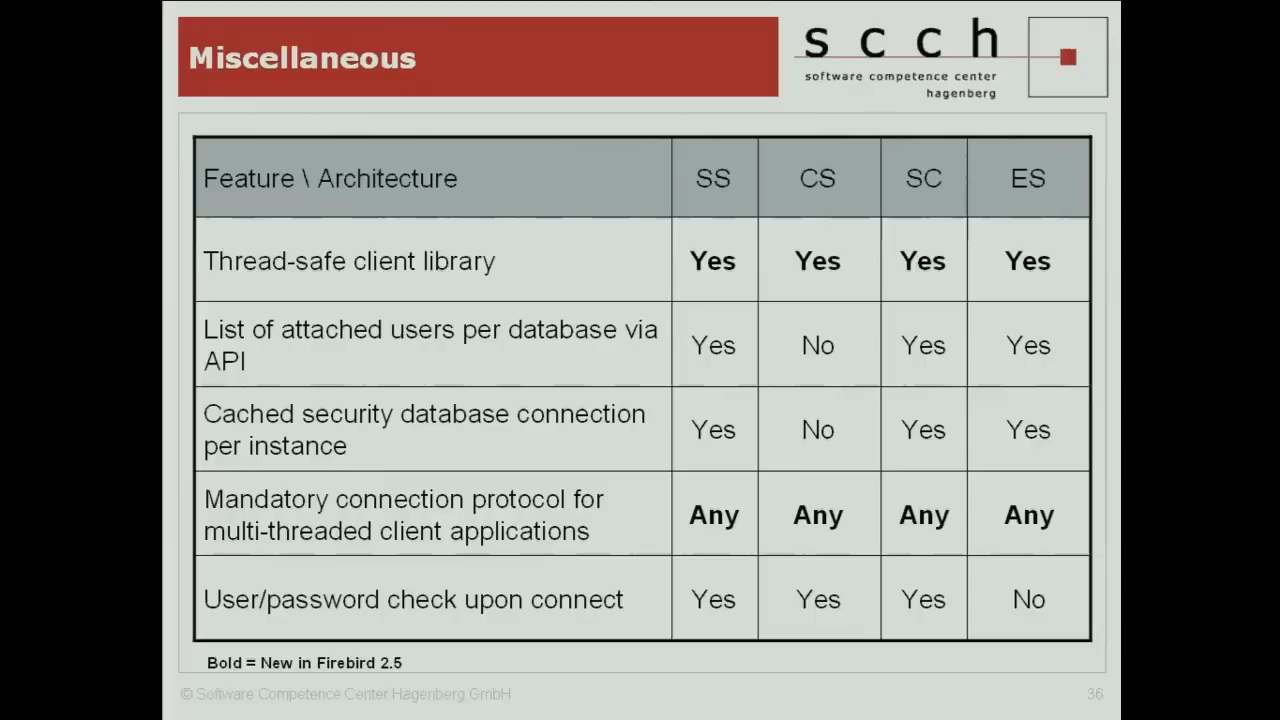 Miscellaneous
scch
software competence center
hagenberg
Feature \ Architecture SS CS SC ES
Thread-safe client library Yes Yes Yes Yes
List of attached users per database via
API Yes No Yes Yes
Cached security database connection
per instance Yes No Yes Yes
Mandatory connection protocol for
multi-threaded client applications Any Any Any Any
User/password check upon connect Yes Yes Yes No
Bold = New in Firebird 2.5
© Software Competence Center Hagenberg GmbH 36